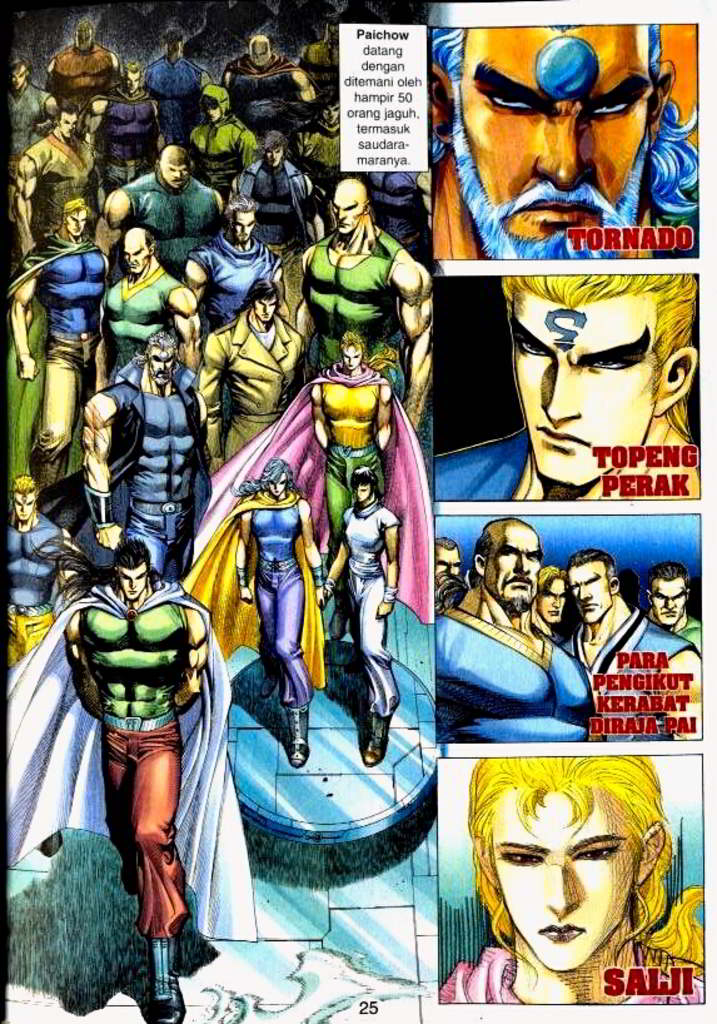 Paichow
datang
dengan
ditemani oleh
hampir 50
orang jaguh,
termasuk
saudara-
maranya.
TORNADO
TOPENG
PERAK
PARA
PENGIKUT
KERABAT
DIRAJA PAI
SALJI
25